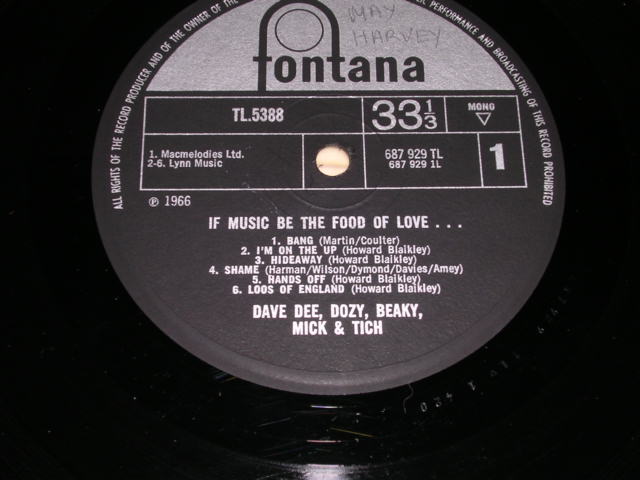 ALL RIGHTS OF THE RECORD PRODUCER AND OF THE OWNER OF THE
PERFORMANCE AND BROADCASTING OF THIS RECORD PROHIBITED
MAY
HARVEY
fontana
TL.5388
33 1/3
MONO
1. Macmelodies Ltd.
2-6. Lynn Music
687 929 TL
687 929 1L
1
℗ 1966
IF MUSIC BE THE FOOD OF LOVE . . .
1. BANG (Martin/Coulter)
2. I'M ON THE UP (Howard Blaikley)
3. HIDEAWAY (Howard Blaikley)
4. SHAME (Harman/Wilson/Dymond/Davies/Amey)
5. HANDS OFF (Howard Blaikley)
6. LOOS OF ENGLAND (Howard Blaikley)
DAVE DEE, DOZY, BEAKY,
MICK & TICH